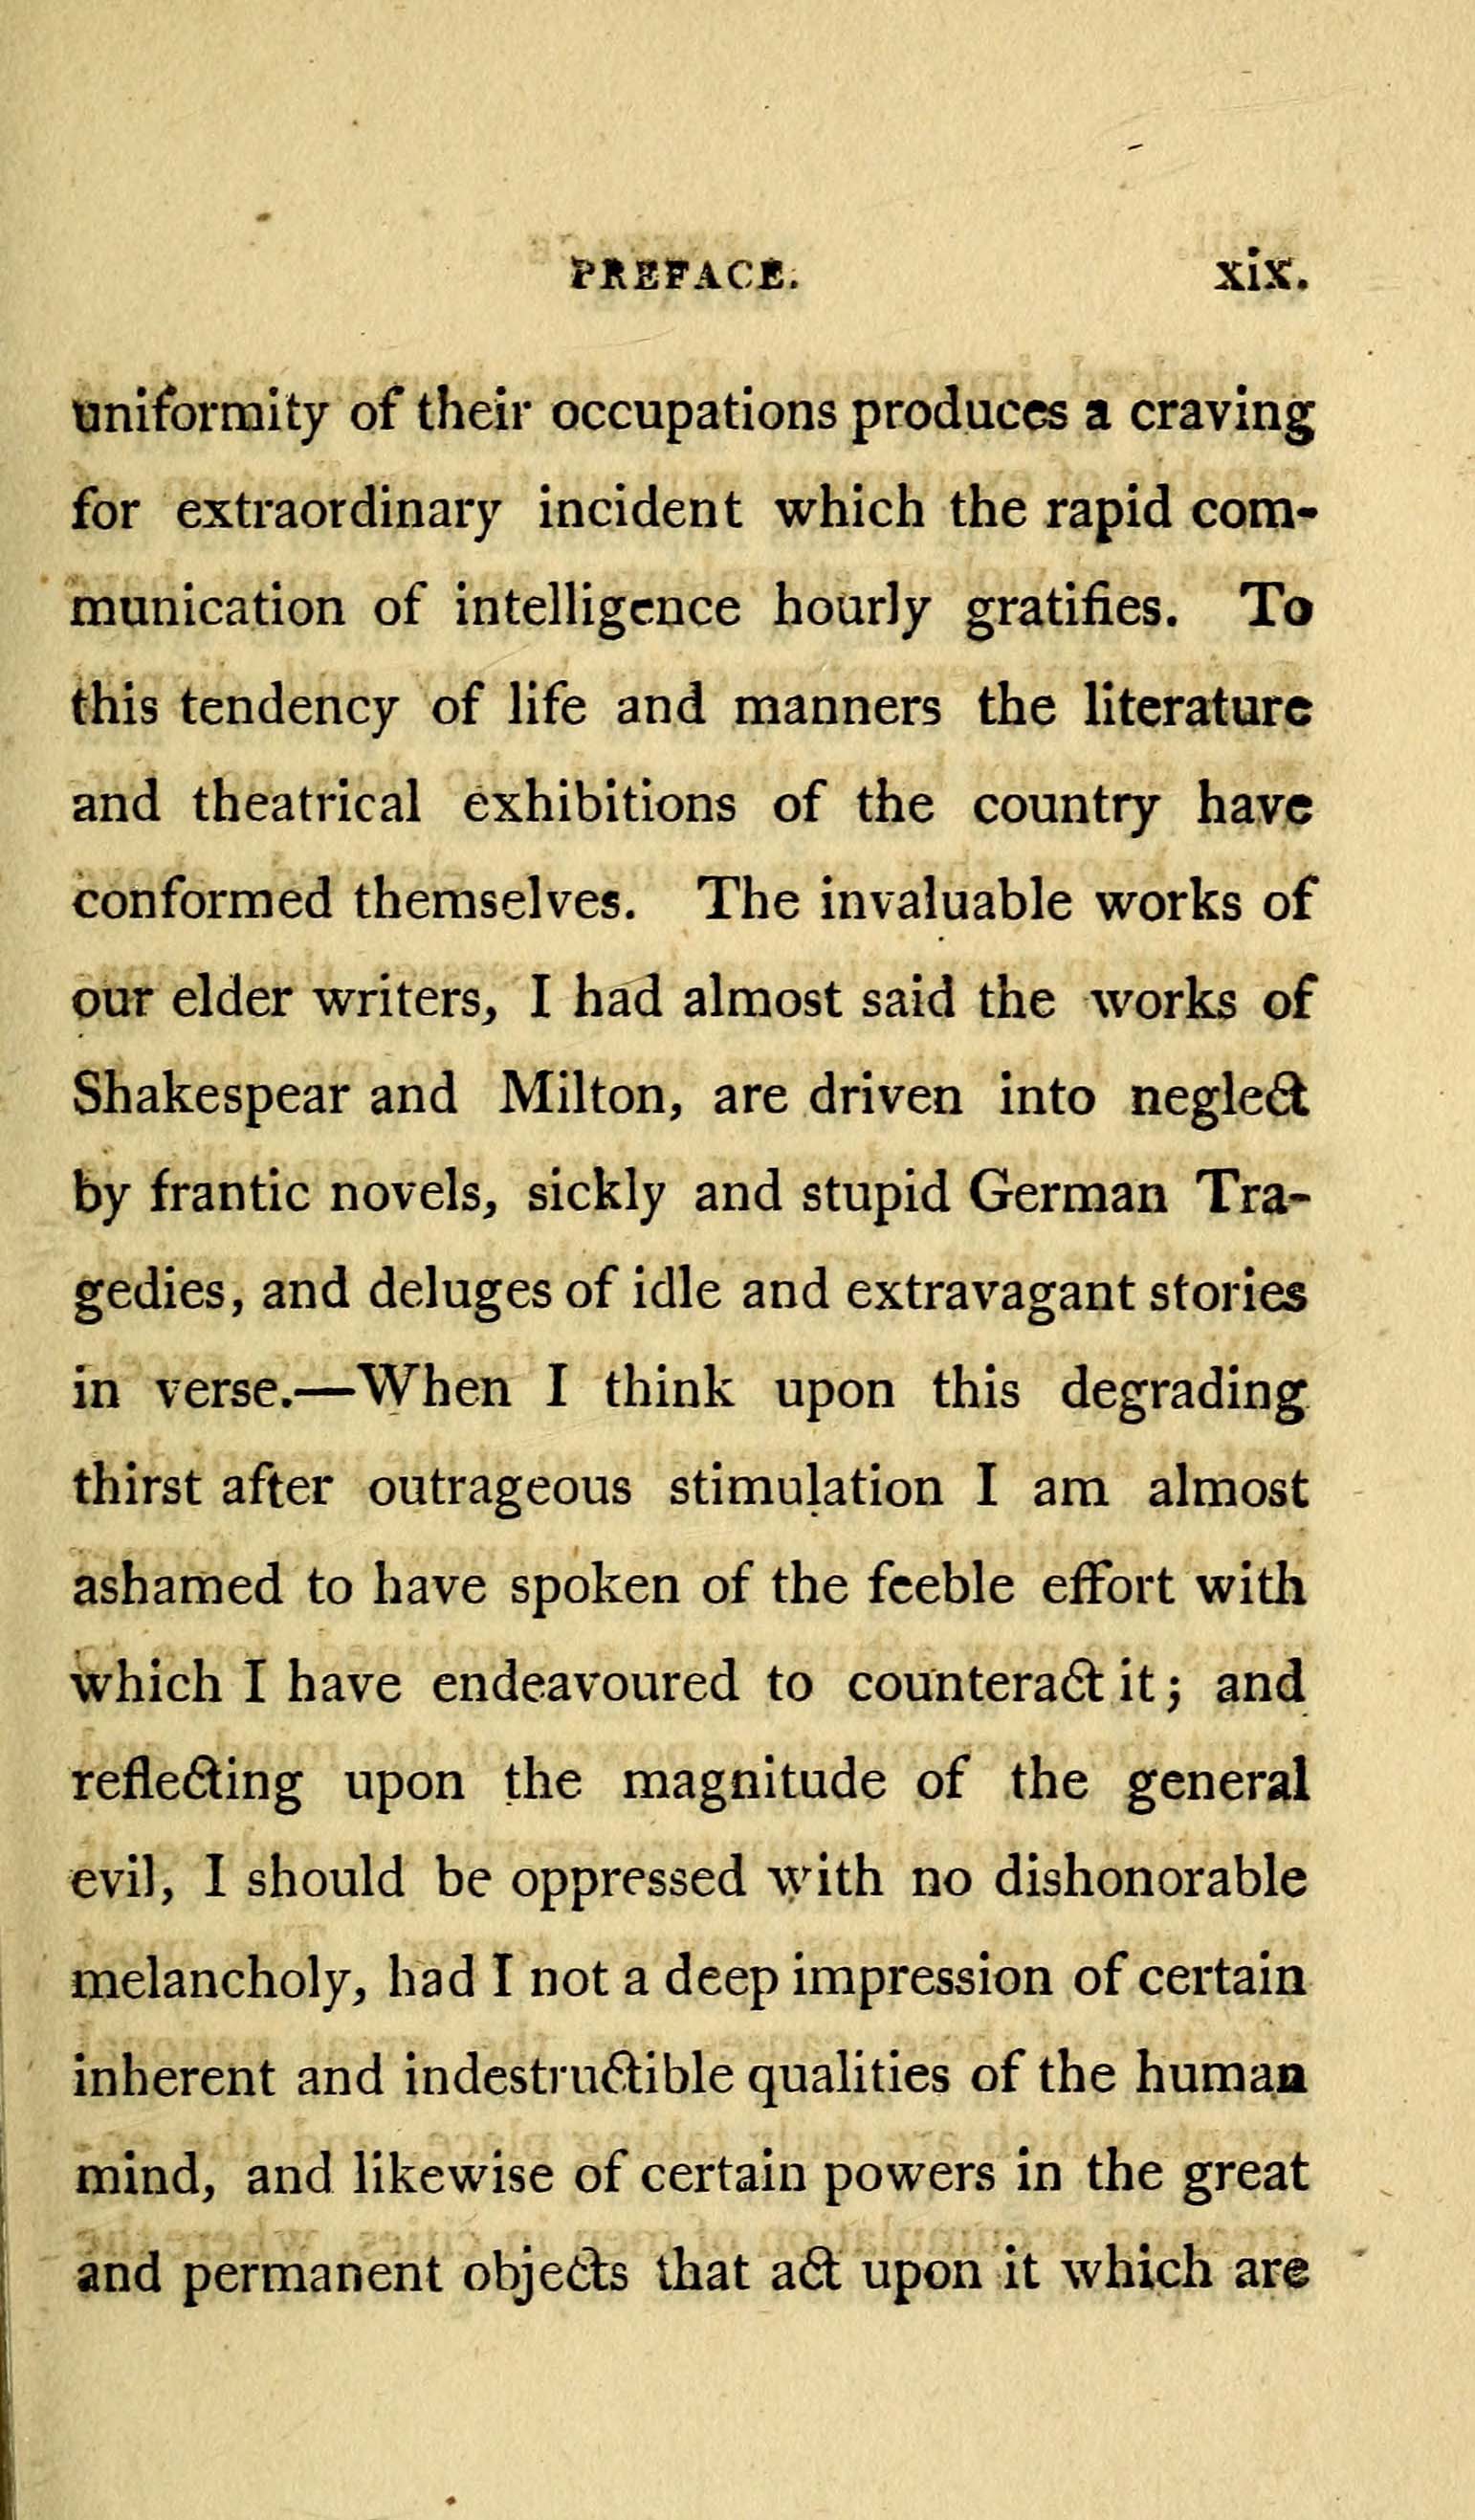 PREFACE. xix.
uniformity of their occupations produces a craving
for extraordinary incident which the rapid com-
munication of intelligence hourly gratifies. To
this tendency of life and manners the literature
and theatrical exhibitions of the country have
conformed themselves. The invaluable works of
our elder writers, I had almost said the works of
Shakespear and Milton, are driven into neglect
by frantic novels, sickly and stupid German Tra-
gedies, and deluges of idle and extravagant stories
in verse.—When I think upon this degrading
thirst after outrageous stimulation I am almost
ashamed to have spoken of the feeble effort with
which I have endeavoured to counteract it; and
reflecting upon the magnitude of the general
evil, I should be oppressed with no dishonorable
melancholy, had I not a deep impression of certain
inherent and indestructible qualities of the human
mind, and likewise of certain powers in the great
and permanent objects that act upon it which are